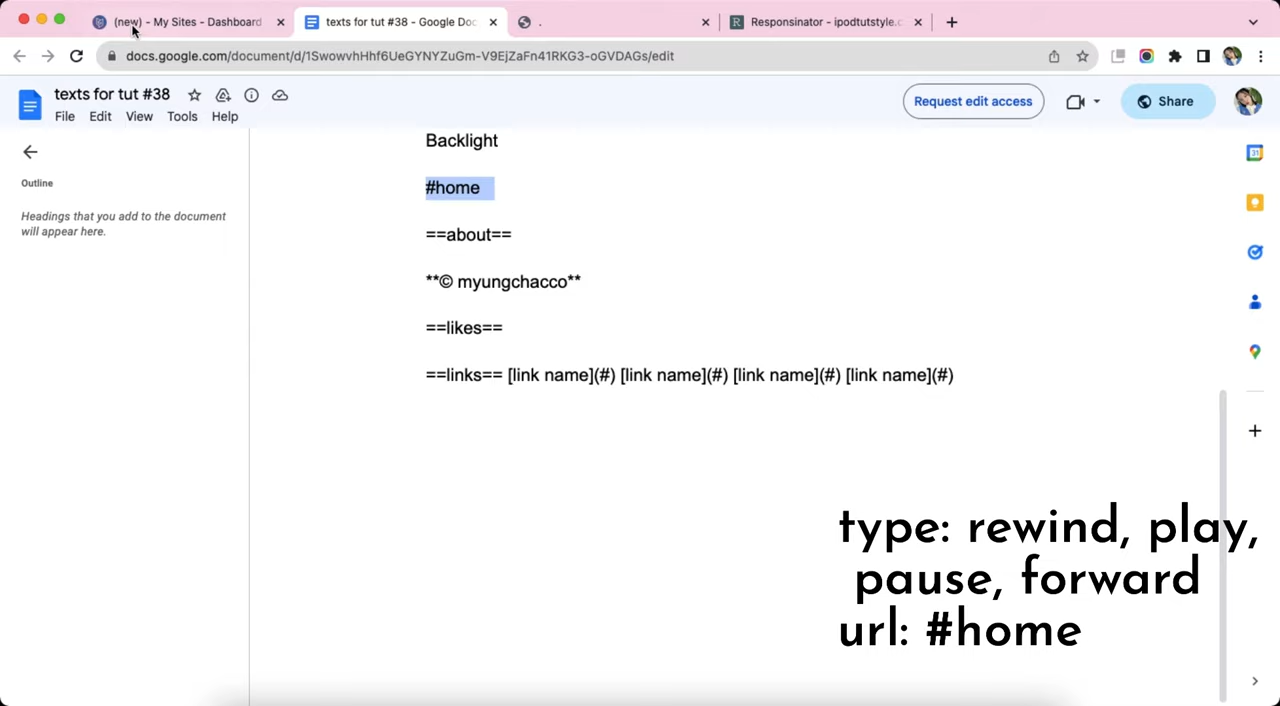 (new) - My Sites - Dashboard
texts for tut #38 - Google Doc
.
Responsinator - ipodtutstyle.c
docs.google.com/document/d/1SwowvhHhf6UeGYNYZuGm-V9EjZaFn41RKG3-oGVDAGs/edit
texts for tut #38
File Edit View Tools Help
Request edit access
Share
Outline
Headings that you add to the document
will appear here.
Backlight
#home
==about==
**© myungchacco**
==likes==
==links== [link name](#) [link name](#) [link name](#) [link name](#)
31
type: rewind, play,
pause, forward
url: #home